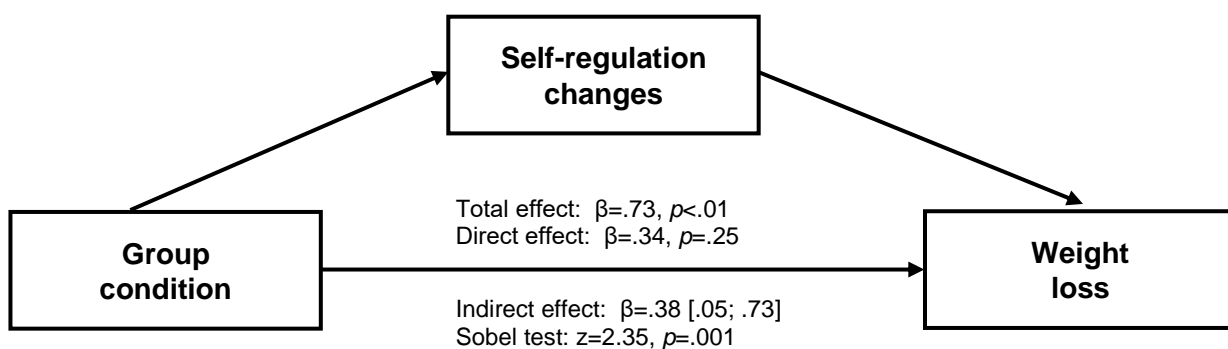 Self-regulation
changes
Total effect:  β=.73, p<.01
Direct effect:  β=.34, p=.25
Group
condition
Weight
loss
Indirect effect:  β=.38 [.05; .73]
Sobel test: z=2.35, p=.001